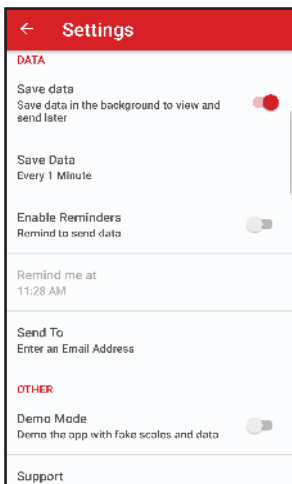 ← Settings
DATA
Save data
Save data in the background to view and
send later
Save Data
Every 1 Minute
Enable Reminders
Remind to send data
Remind me at
11:28 AM
Send To
Enter an Email Address
OTHER
Demo Mode
Demo the app with fake scales and data
Support